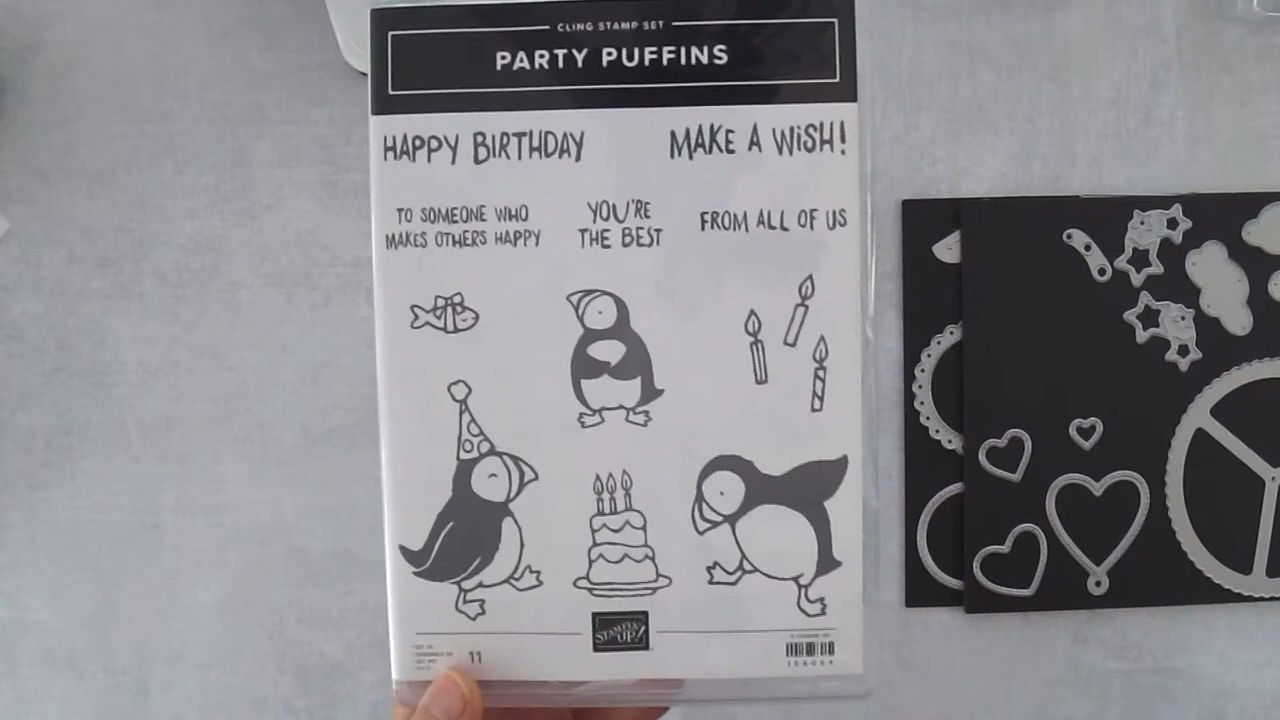 CLING STAMP SET
PARTY PUFFINS
HAPPY BIRTHDAY
MAKE A WiSH!
TO SOMEONE WHO
MAKES OTHERS HAPPY
YOU'RE
THE BEST
FROM ALL OF US
STAMPIN'
UP!
11